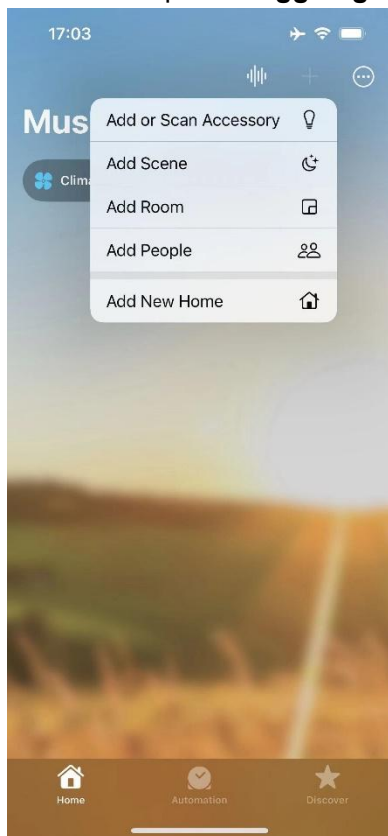 17:03
Mus
Add or Scan Accessory
Clima
Add Scene
Add Room
Add People
Add New Home
Home
Automation
Discover